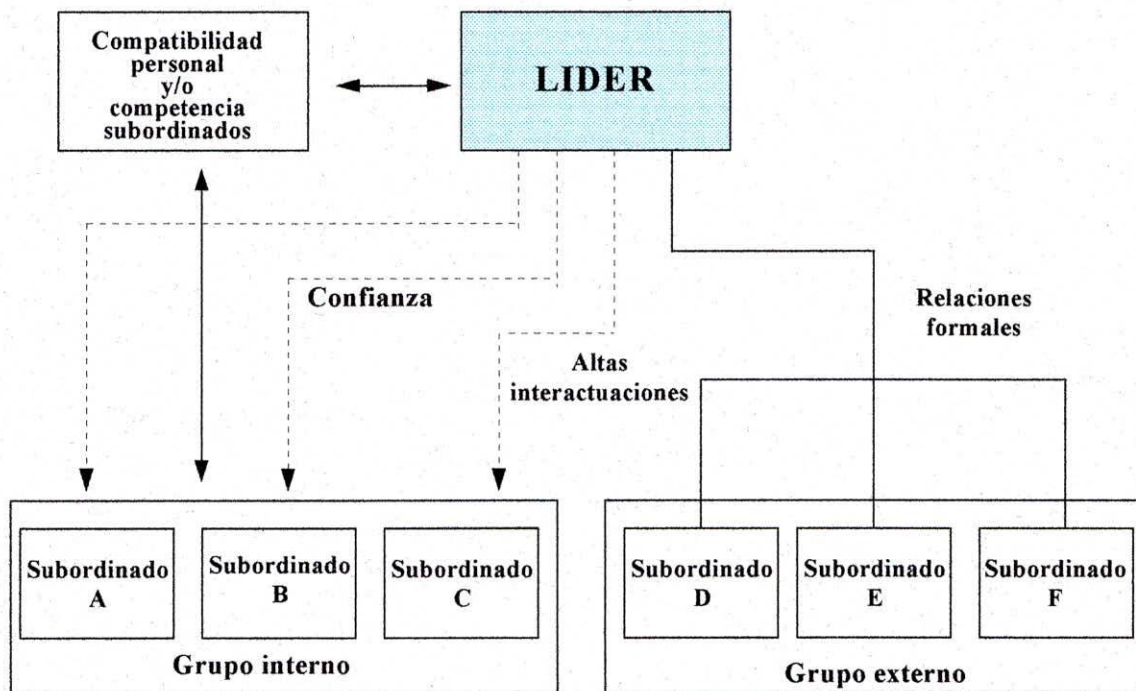 Compatibilidad
personal
y/o
competencia
subordinados
LIDER
Confianza
Altas
interactuaciones
Relaciones
formales
Subordinado
A
Subordinado
B
Subordinado
C
Grupo interno
Subordinado
D
Subordinado
E
Subordinado
F
Grupo externo